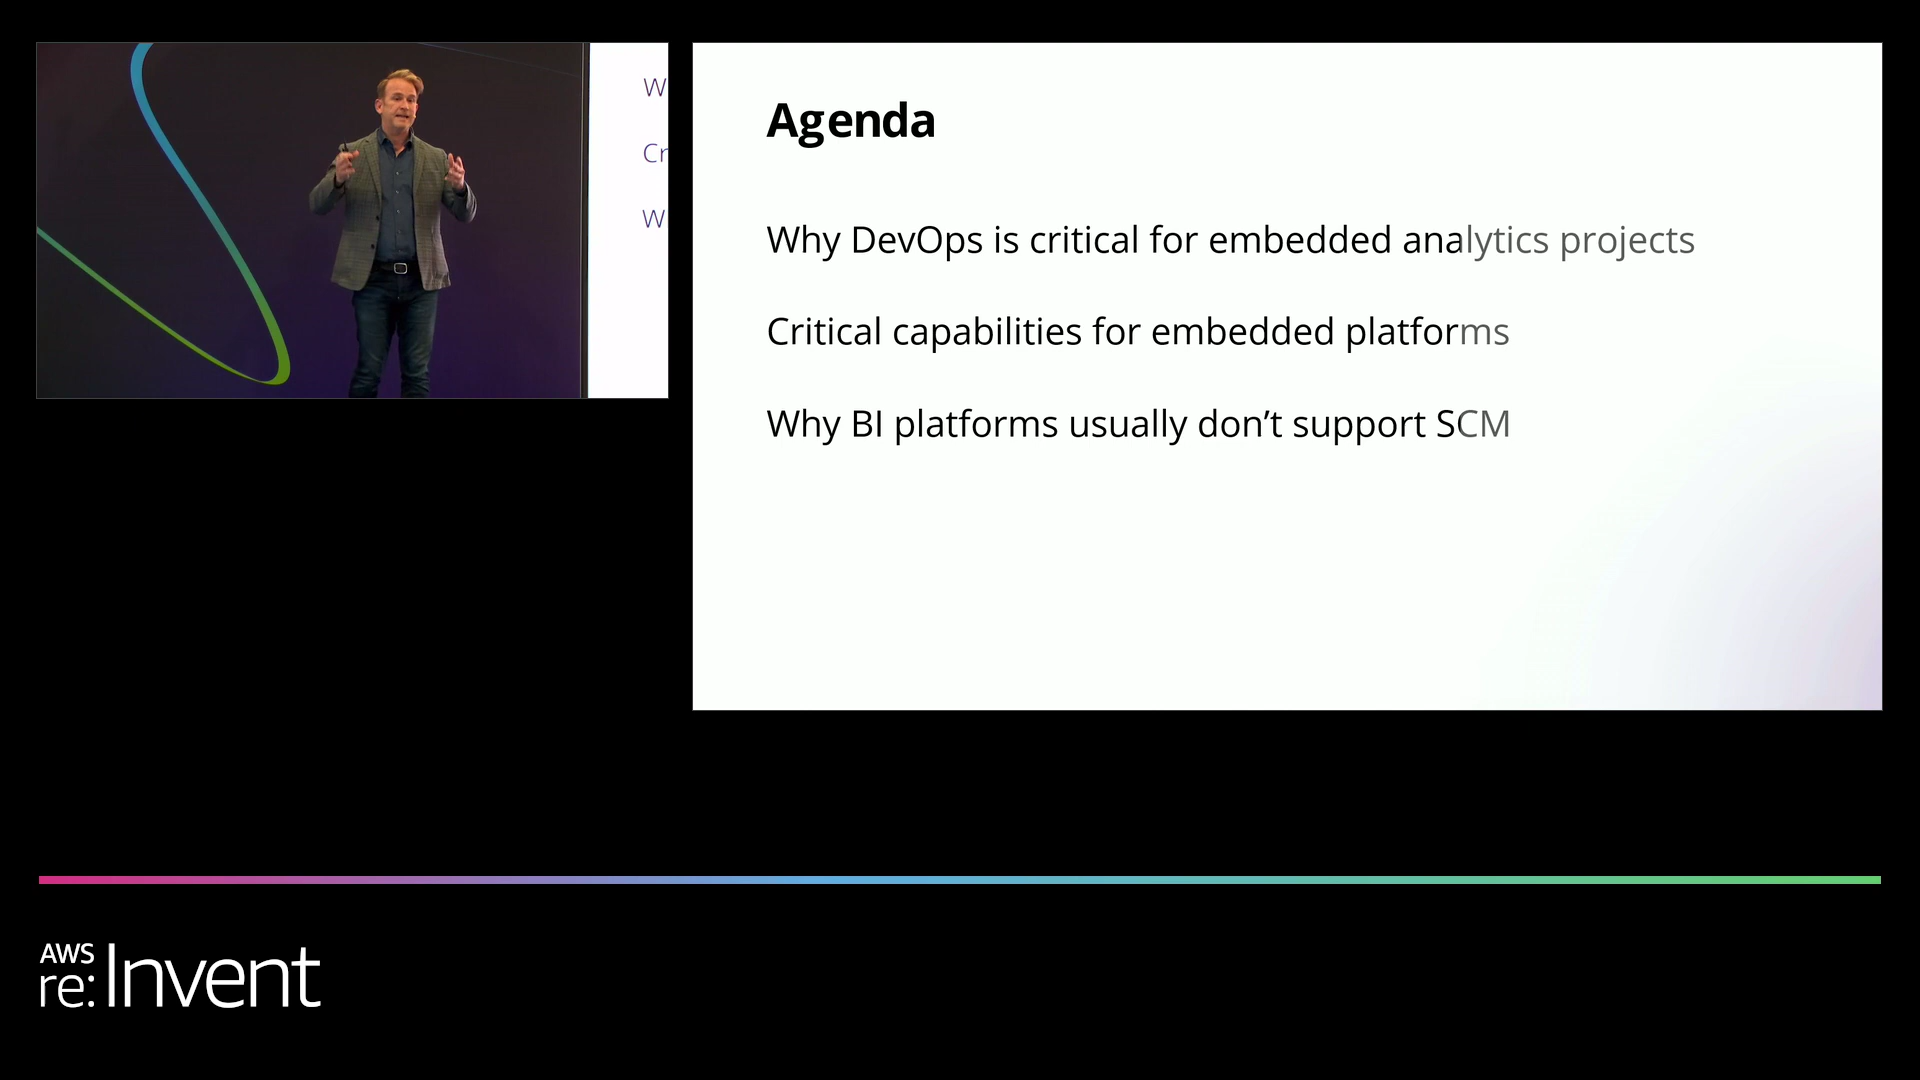 W
Cr
W
Agenda
Why DevOps is critical for embedded analytics projects
Critical capabilities for embedded platforms
Why BI platforms usually don’t support SCM
AWS
re:Invent